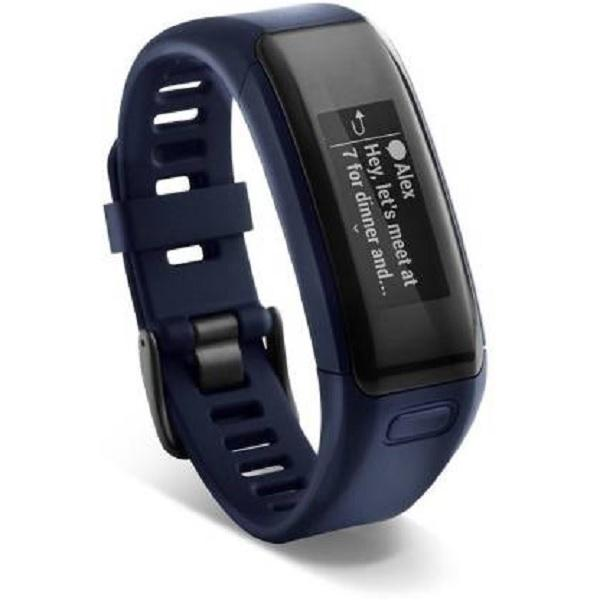 Alex
Hey, let's meet at
7 for dinner and...